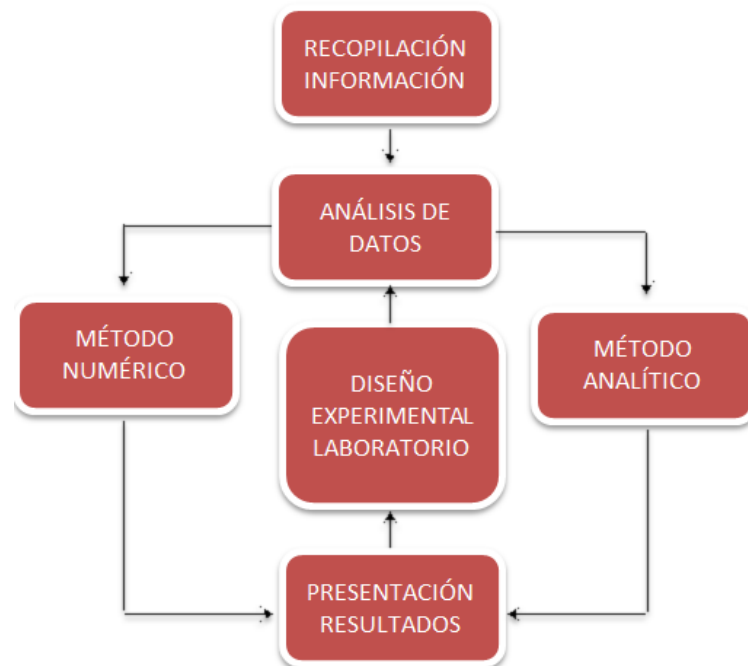 RECOPILACIÓN
INFORMACIÓN
ANÁLISIS DE
DATOS
MÉTODO
NUMÉRICO
DISEÑO
EXPERIMENTAL
LABORATORIO
MÉTODO
ANALÍTICO
PRESENTACIÓN
RESULTADOS